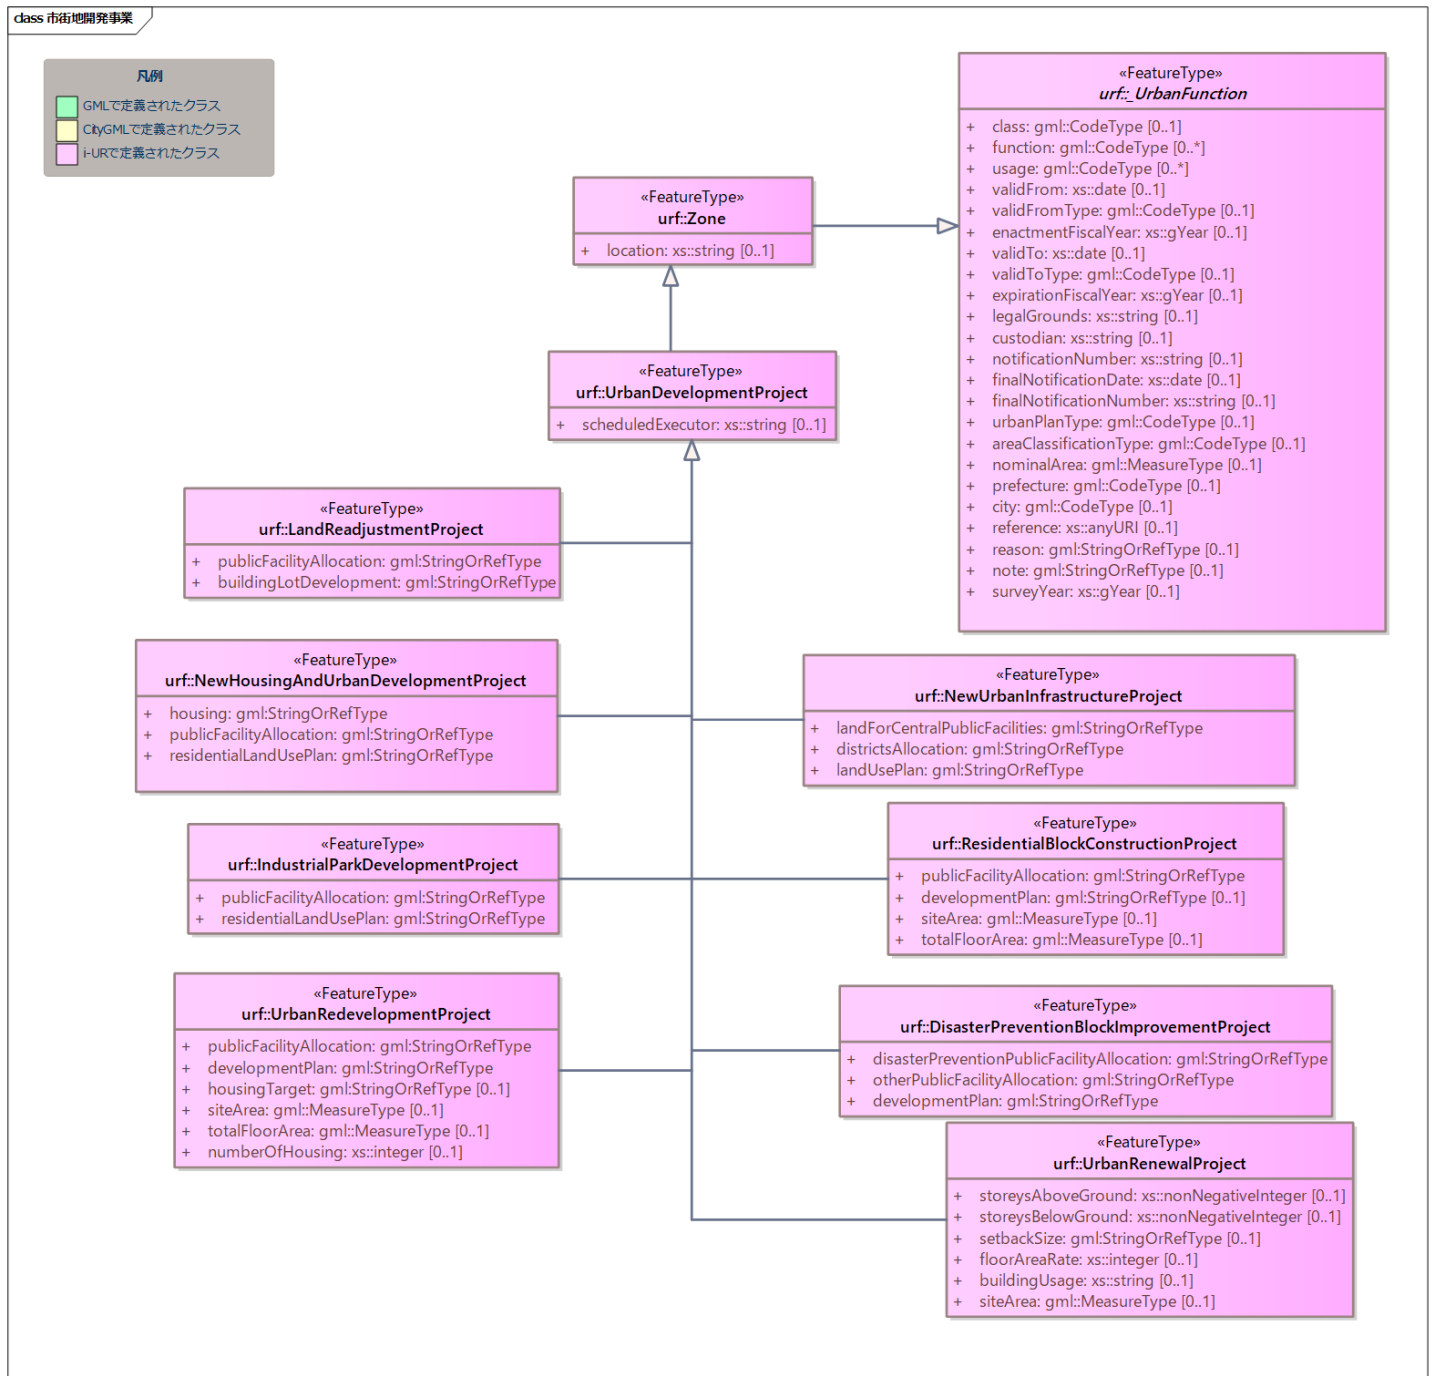 class 市街地開発事業
凡例
GMLで定義されたクラス
CityGMLで定義されたクラス
i-URで定義されたクラス
«FeatureType»
urf::_UrbanFunction
+ class: gml::CodeType [0..1]
+ function: gml::CodeType [0..*]
+ usage: gml::CodeType [0..*]
+ validFrom: xs::date [0..1]
+ validFromType: gml::CodeType [0..1]
+ enactmentFiscalYear: xs::gYear [0..1]
+ validTo: xs::date [0..1]
+ validToType: gml::CodeType [0..1]
+ expirationFiscalYear: xs::gYear [0..1]
+ legalGrounds: xs::string [0..1]
+ custodian: xs::string [0..1]
+ notificationNumber: xs::string [0..1]
+ finalNotificationDate: xs::date [0..1]
+ finalNotificationNumber: xs::string [0..1]
+ urbanPlanType: gml::CodeType [0..1]
+ areaClassificationType: gml::CodeType [0..1]
+ nominalArea: gml::MeasureType [0..1]
+ prefecture: gml::CodeType [0..1]
+ city: gml::CodeType [0..1]
+ reference: xs::anyURI [0..1]
+ reason: gml:StringOrRefType [0..1]
+ note: gml:StringOrRefType [0..1]
+ surveyYear: xs::gYear [0..1]
«FeatureType»
urf::Zone
+ location: xs::string [0..1]
«FeatureType»
urf::UrbanDevelopmentProject
+ scheduledExecutor: xs::string [0..1]
«FeatureType»
urf::LandReadjustmentProject
+ publicFacilityAllocation: gml:StringOrRefType
+ buildingLotDevelopment: gml:StringOrRefType
«FeatureType»
urf::NewHousingAndUrbanDevelopmentProject
+ housing: gml:StringOrRefType
+ publicFacilityAllocation: gml:StringOrRefType
+ residentialLandUsePlan: gml:StringOrRefType
«FeatureType»
urf::NewUrbanInfrastructureProject
+ landForCentralPublicFacilities: gml:StringOrRefType
+ districtsAllocation: gml:StringOrRefType
+ landUsePlan: gml:StringOrRefType
«FeatureType»
urf::IndustrialParkDevelopmentProject
+ publicFacilityAllocation: gml:StringOrRefType
+ residentialLandUsePlan: gml:StringOrRefType
«FeatureType»
urf::ResidentialBlockConstructionProject
+ publicFacilityAllocation: gml:StringOrRefType
+ developmentPlan: gml:StringOrRefType [0..1]
+ siteArea: gml::MeasureType [0..1]
+ totalFloorArea: gml::MeasureType [0..1]
«FeatureType»
urf::UrbanRedevelopmentProject
+ publicFacilityAllocation: gml:StringOrRefType
+ developmentPlan: gml:StringOrRefType
+ housingTarget: gml:StringOrRefType [0..1]
+ siteArea: gml::MeasureType [0..1]
+ totalFloorArea: gml::MeasureType [0..1]
+ numberOfHousing: xs::integer [0..1]
«FeatureType»
urf::DisasterPreventionBlockImprovementProject
+ disasterPreventionPublicFacilityAllocation: gml:StringOrRefType
+ otherPublicFacilityAllocation: gml:StringOrRefType
+ developmentPlan: gml:StringOrRefType
«FeatureType»
urf::UrbanRenewalProject
+ storeysAboveGround: xs::nonNegativeInteger [0..1]
+ storeysBelowGround: xs::nonNegativeInteger [0..1]
+ setbackSize: gml:StringOrRefType [0..1]
+ floorAreaRate: xs::integer [0..1]
+ buildingUsage: xs::string [0..1]
+ siteArea: gml::MeasureType [0..1]